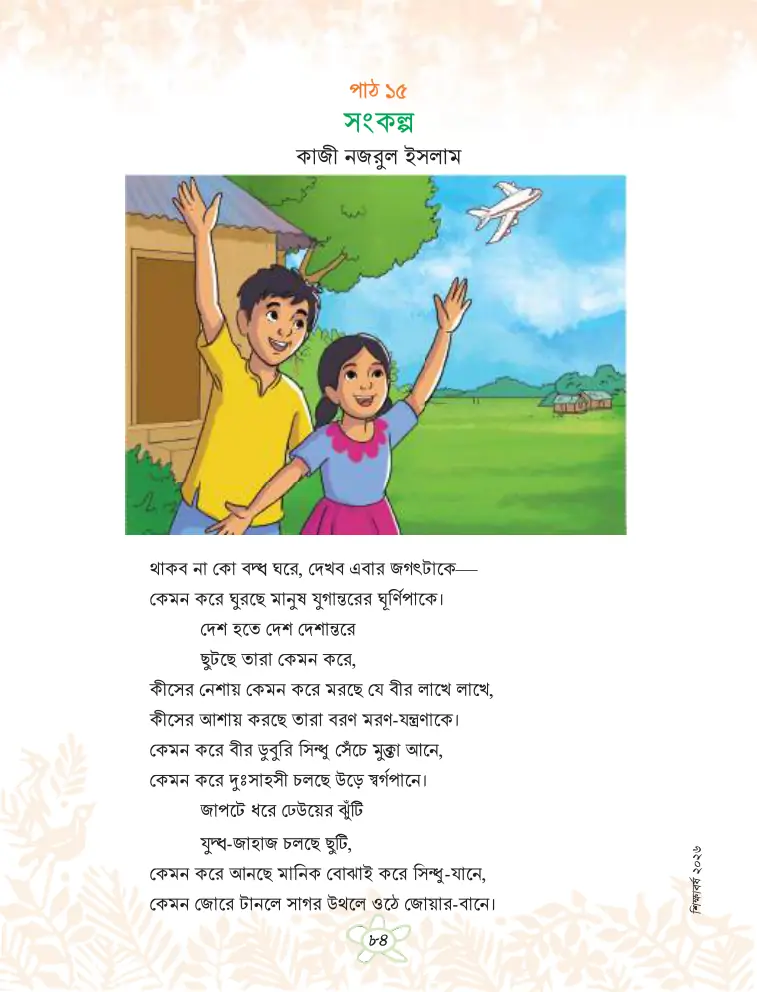 পাঠ ১৫
সংকল্প
কাজী নজরুল ইসলাম
থাকব না কো বদ্ধ ঘরে, দেখব এবার জগৎটাকে—
কেমন করে ঘুরছে মানুষ যুগান্তরের ঘূর্ণিপাকে।
দেশ হতে দেশ দেশান্তরে
ছুটছে তারা কেমন করে,
কীসের নেশায় কেমন করে মরছে যে বীর লাখে লাখে,
কীসের আশায় করছে তারা বরণ মরণ-যন্ত্রণাকে।
কেমন করে বীর ডুবুরি সিন্ধু সেঁচে মুক্তা আনে,
কেমন করে দুঃসাহসী চলছে উড়ে স্বর্গপানে।
জাপটে ধরে ঢেউয়ের ঝুঁটি
যুদ্ধ-জাহাজ চলছে ছুটি,
কেমন করে আনছে মানিক বোঝাই করে সিন্ধু-যানে,
কেমন জোরে টানলে সাগর উথলে ওঠে জোয়ার-বানে।
শিক্ষাবর্ষ ২০২৬
৮৪